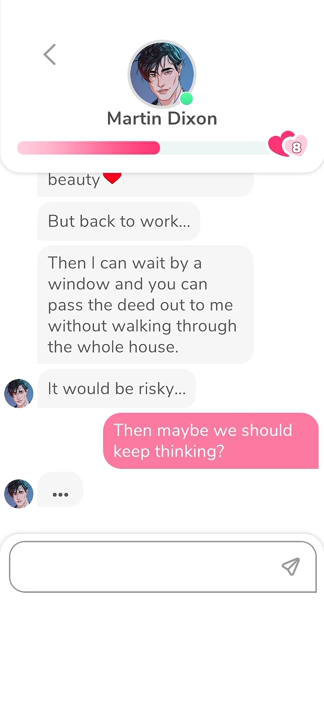 Martin Dixon
8
beauty ❤
But back to work...
Then I can wait by a
window and you can
pass the deed out to me
without walking through
the whole house.
It would be risky...
Then maybe we should
keep thinking?
...